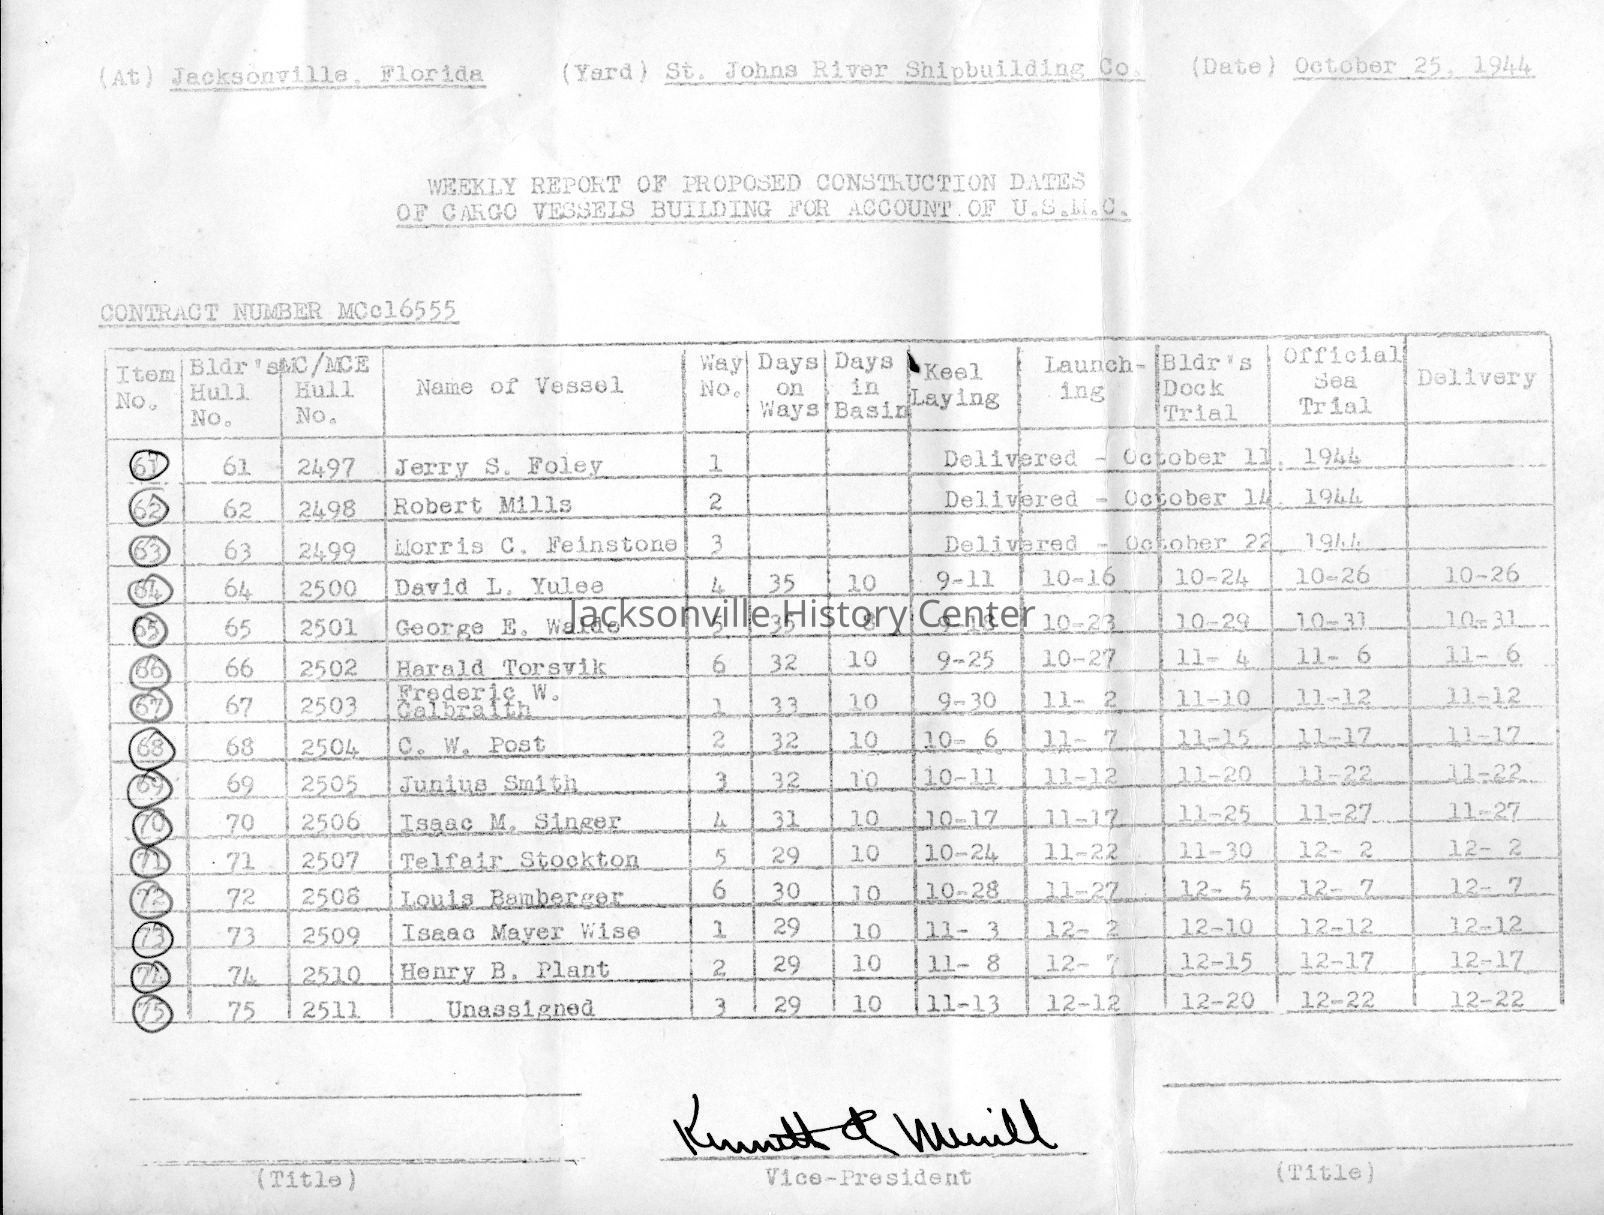 (At) Jacksonville, Florida (Yard) St. Johns River Shipbuilding Co. (Date) October 25, 1944
WEEKLY REPORT OF PROPOSED CONSTRUCTION DATES
OF CARGO VESSELS BUILDING FOR ACCOUNT OF U.S.M.C.
CONTRACT NUMBER MCc16555
Item No. Bldr's Hull No. MC/MCE Hull No. Name of Vessel Way No. Days on Ways Days in Basin Keel Laying Launch-ing Bldr's Dock Trial Official Sea Trial Delivery
61 61 2497 Jerry S. Foley 1 Delivered - October 11, 1944
62 62 2498 Robert Mills 2 Delivered - October 14, 1944
63 63 2499 Morris C. Feinstone 3 Delivered - October 22, 1944
64 64 2500 David L. Yulee 4 35 10 9-11 10-16 10-24 10-26 10-26
Jacksonville History Center
65 65 2501 George E. Waldo 5 35 8 9-18 10-23 10-29 10-31 10-31
66 66 2502 Harald Torsvik 6 32 10 9-25 10-27 11- 4 11- 6 11- 6
67 67 2503 Frederic W. Galbraith 1 33 10 9-30 11- 2 11-10 11-12 11-12
68 68 2504 C. W. Post 2 32 10 10- 6 11- 7 11-15 11-17 11-17
69 69 2505 Junius Smith 3 32 10 10-11 11-12 11-20 11-22 11-22
70 70 2506 Isaac M. Singer 4 31 10 10-17 11-17 11-25 11-27 11-27
71 71 2507 Telfair Stockton 5 29 10 10-24 11-22 11-30 12- 2 12- 2
72 72 2508 Louis Bamberger 6 30 10 10-28 11-27 12- 5 12- 7 12- 7
73 73 2509 Isaac Mayer Wise 1 29 10 11- 3 12- 2 12-10 12-12 12-12
74 74 2510 Henry B. Plant 2 29 10 11- 8 12- 7 12-15 12-17 12-17
75 75 2511 Unassigned 3 29 10 11-13 12-12 12-20 12-22 12-22
Kenneth A Merrill
(Title) Vice-President (Title)